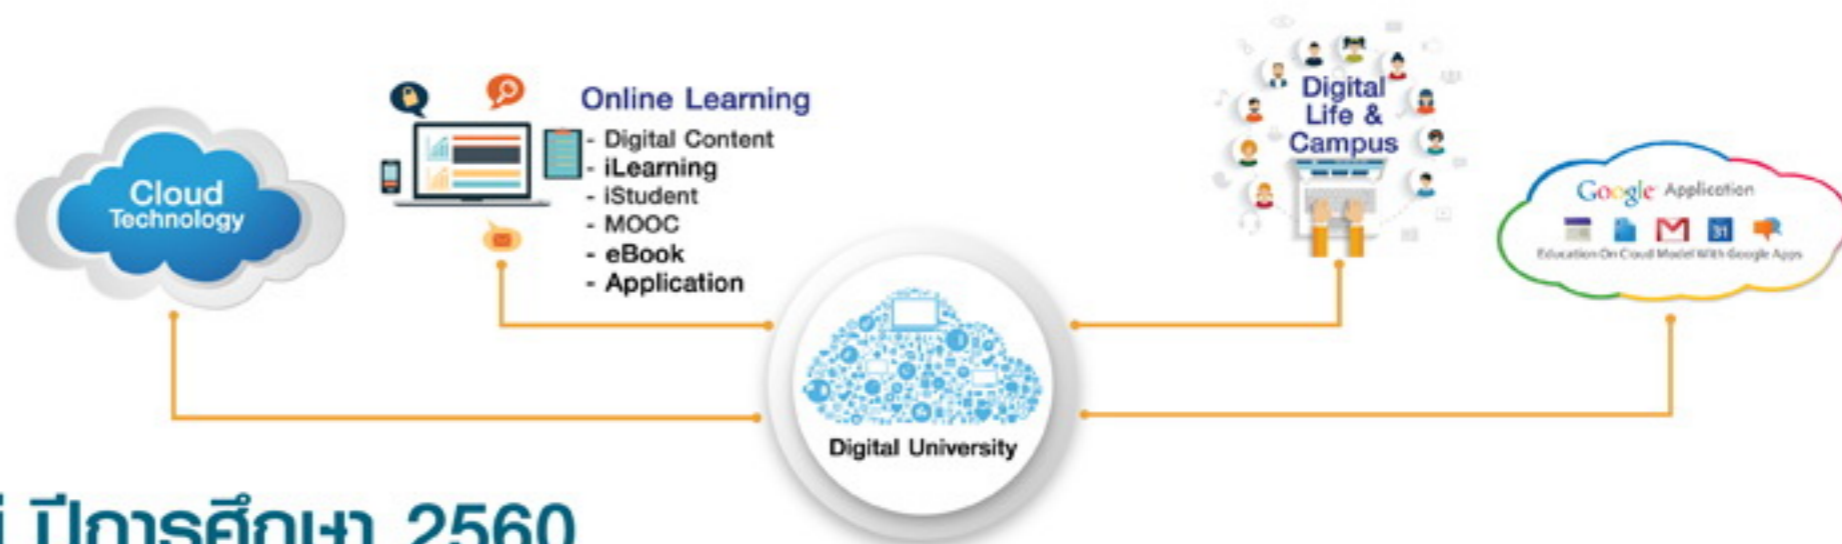 Cloud
Technology
Online Learning
- Digital Content
- iLearning
- iStudent
- MOOC
- eBook
- Application
Digital
Life &
Campus
Google Application
31
Education On Cloud Model With Google Apps
Digital University
ปีการศึกษา 2560